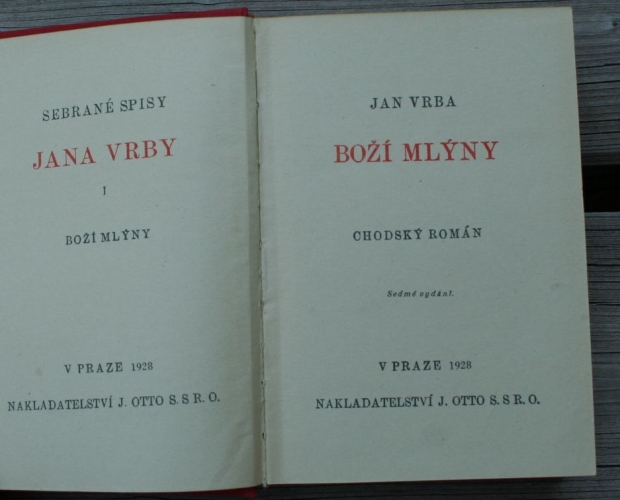 SEBRANÉ SPISY
JANA VRBY
I
BOŽÍ MLÝNY
V PRAZE 1928
NAKLADATELSTVÍ J. OTTO S. S R. O.
JAN VRBA
BOŽÍ MLÝNY
CHODSKÝ ROMÁN
Sedmé vydání.
V PRAZE 1928
NAKLADATELSTVÍ J. OTTO S. S R. O.